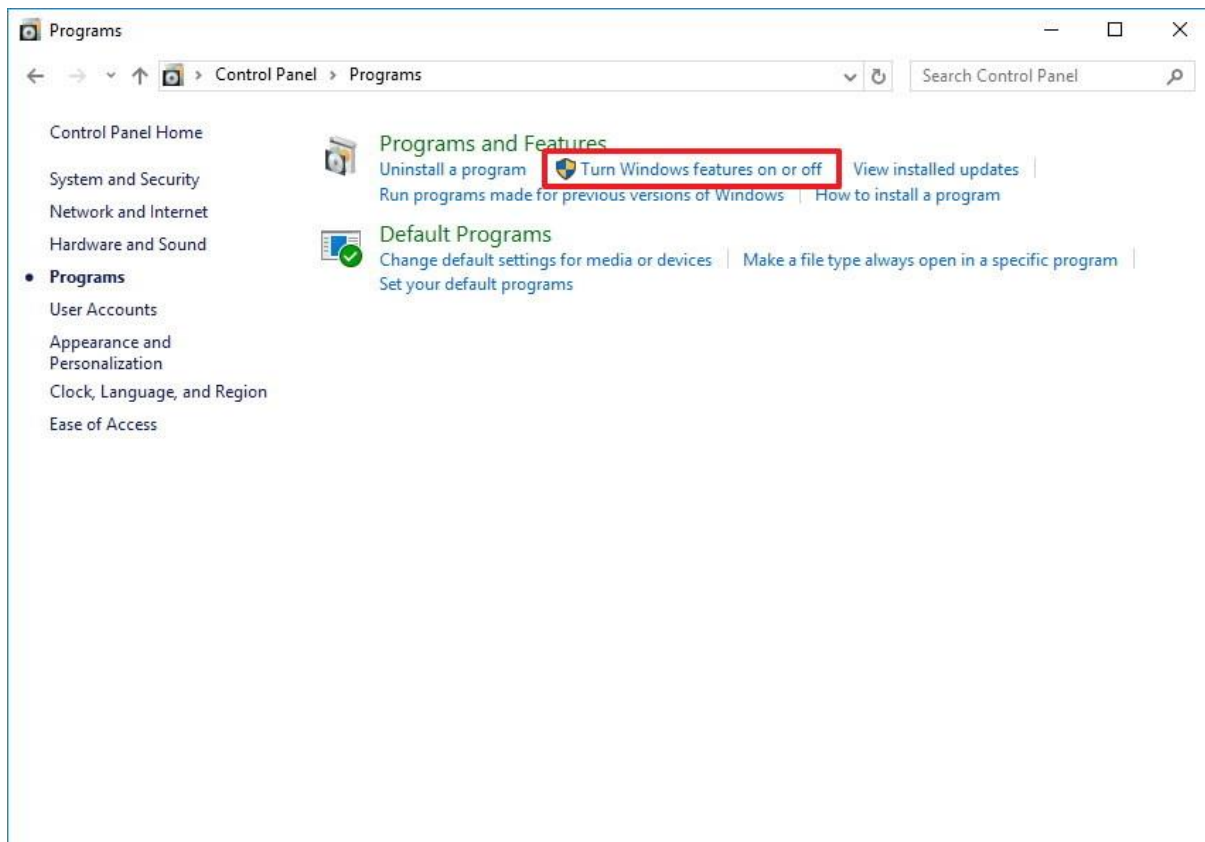 Programs
Control Panel > Programs
Search Control Panel
Control Panel Home
System and Security
Network and Internet
Hardware and Sound
Programs
User Accounts
Appearance and
Personalization
Clock, Language, and Region
Ease of Access
Programs and Features
Uninstall a program Turn Windows features on or off View installed updates
Run programs made for previous versions of Windows How to install a program
Default Programs
Change default settings for media or devices Make a file type always open in a specific program
Set your default programs